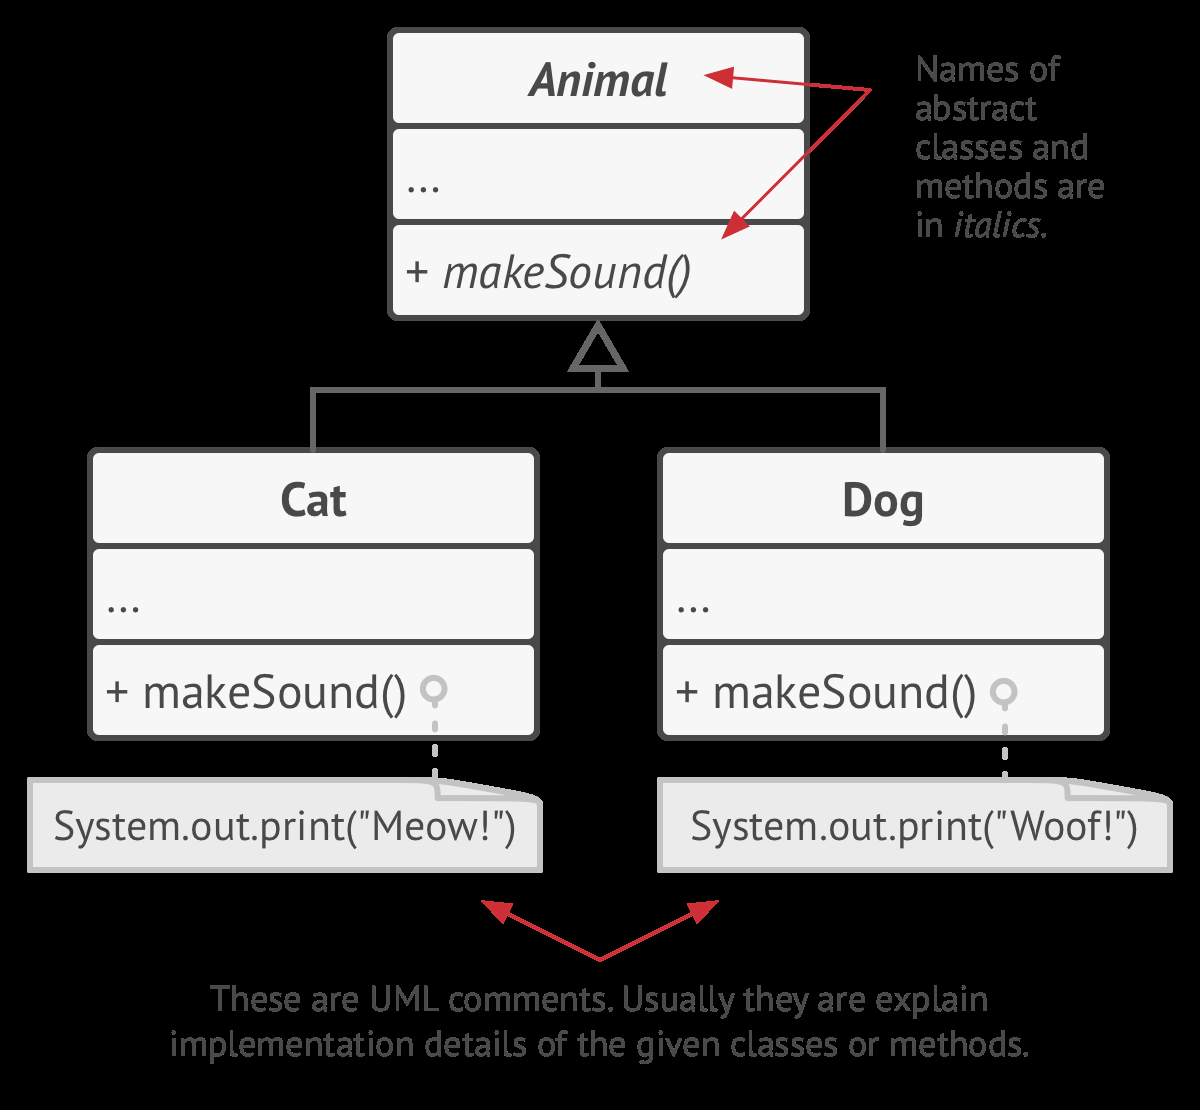 Animal
Names of
abstract
classes and
methods are
in italics.
...
+ makeSound()
Cat
...
+ makeSound()
System.out.print("Meow!")
Dog
...
+ makeSound()
System.out.print("Woof!")
These are UML comments. Usually they are explain
implementation details of the given classes or methods.